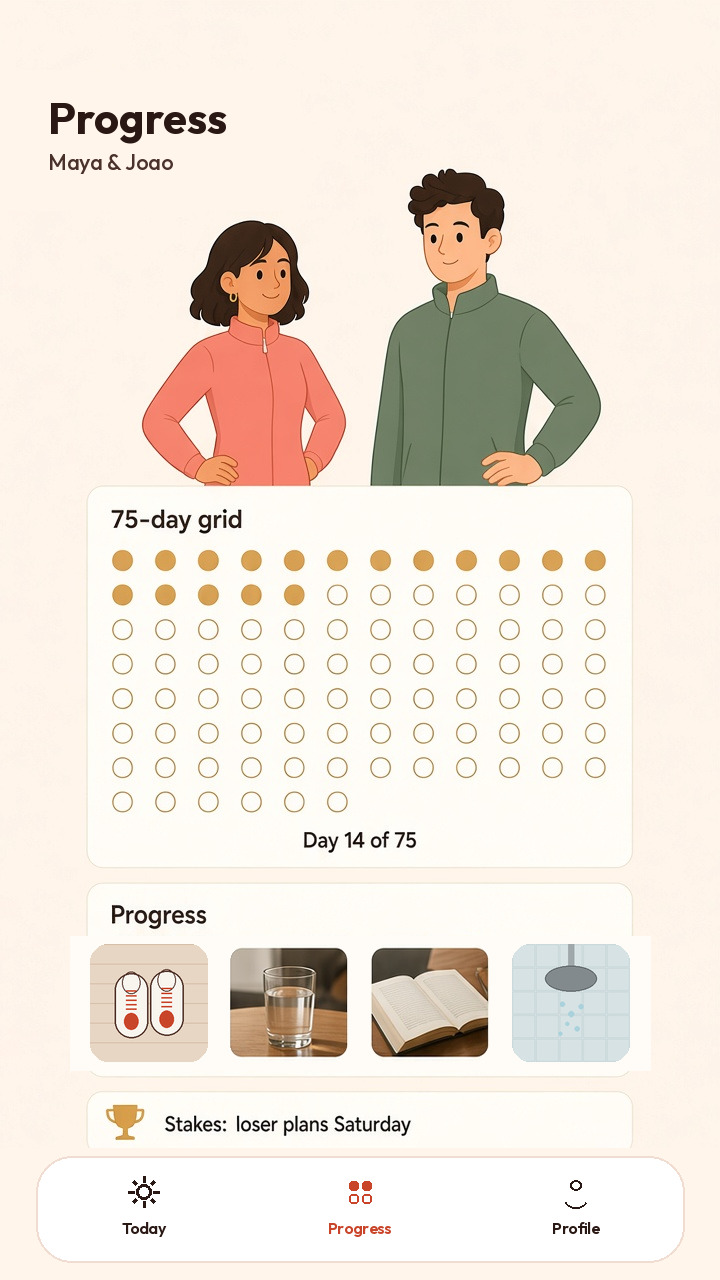 Progress
Maya & Joao
75-day grid
Day 14 of 75
Progress
Stakes: loser plans Saturday
Today
Progress
Profile